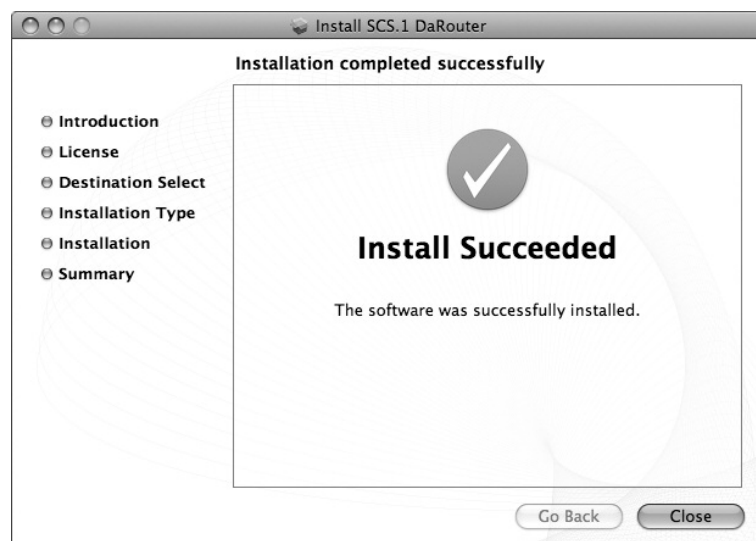 Install SCS.1 DaRouter
Installation completed successfully
Introduction
License
Destination Select
Installation Type
Installation
Summary
Install Succeeded
The software was successfully installed.
Go Back
Close